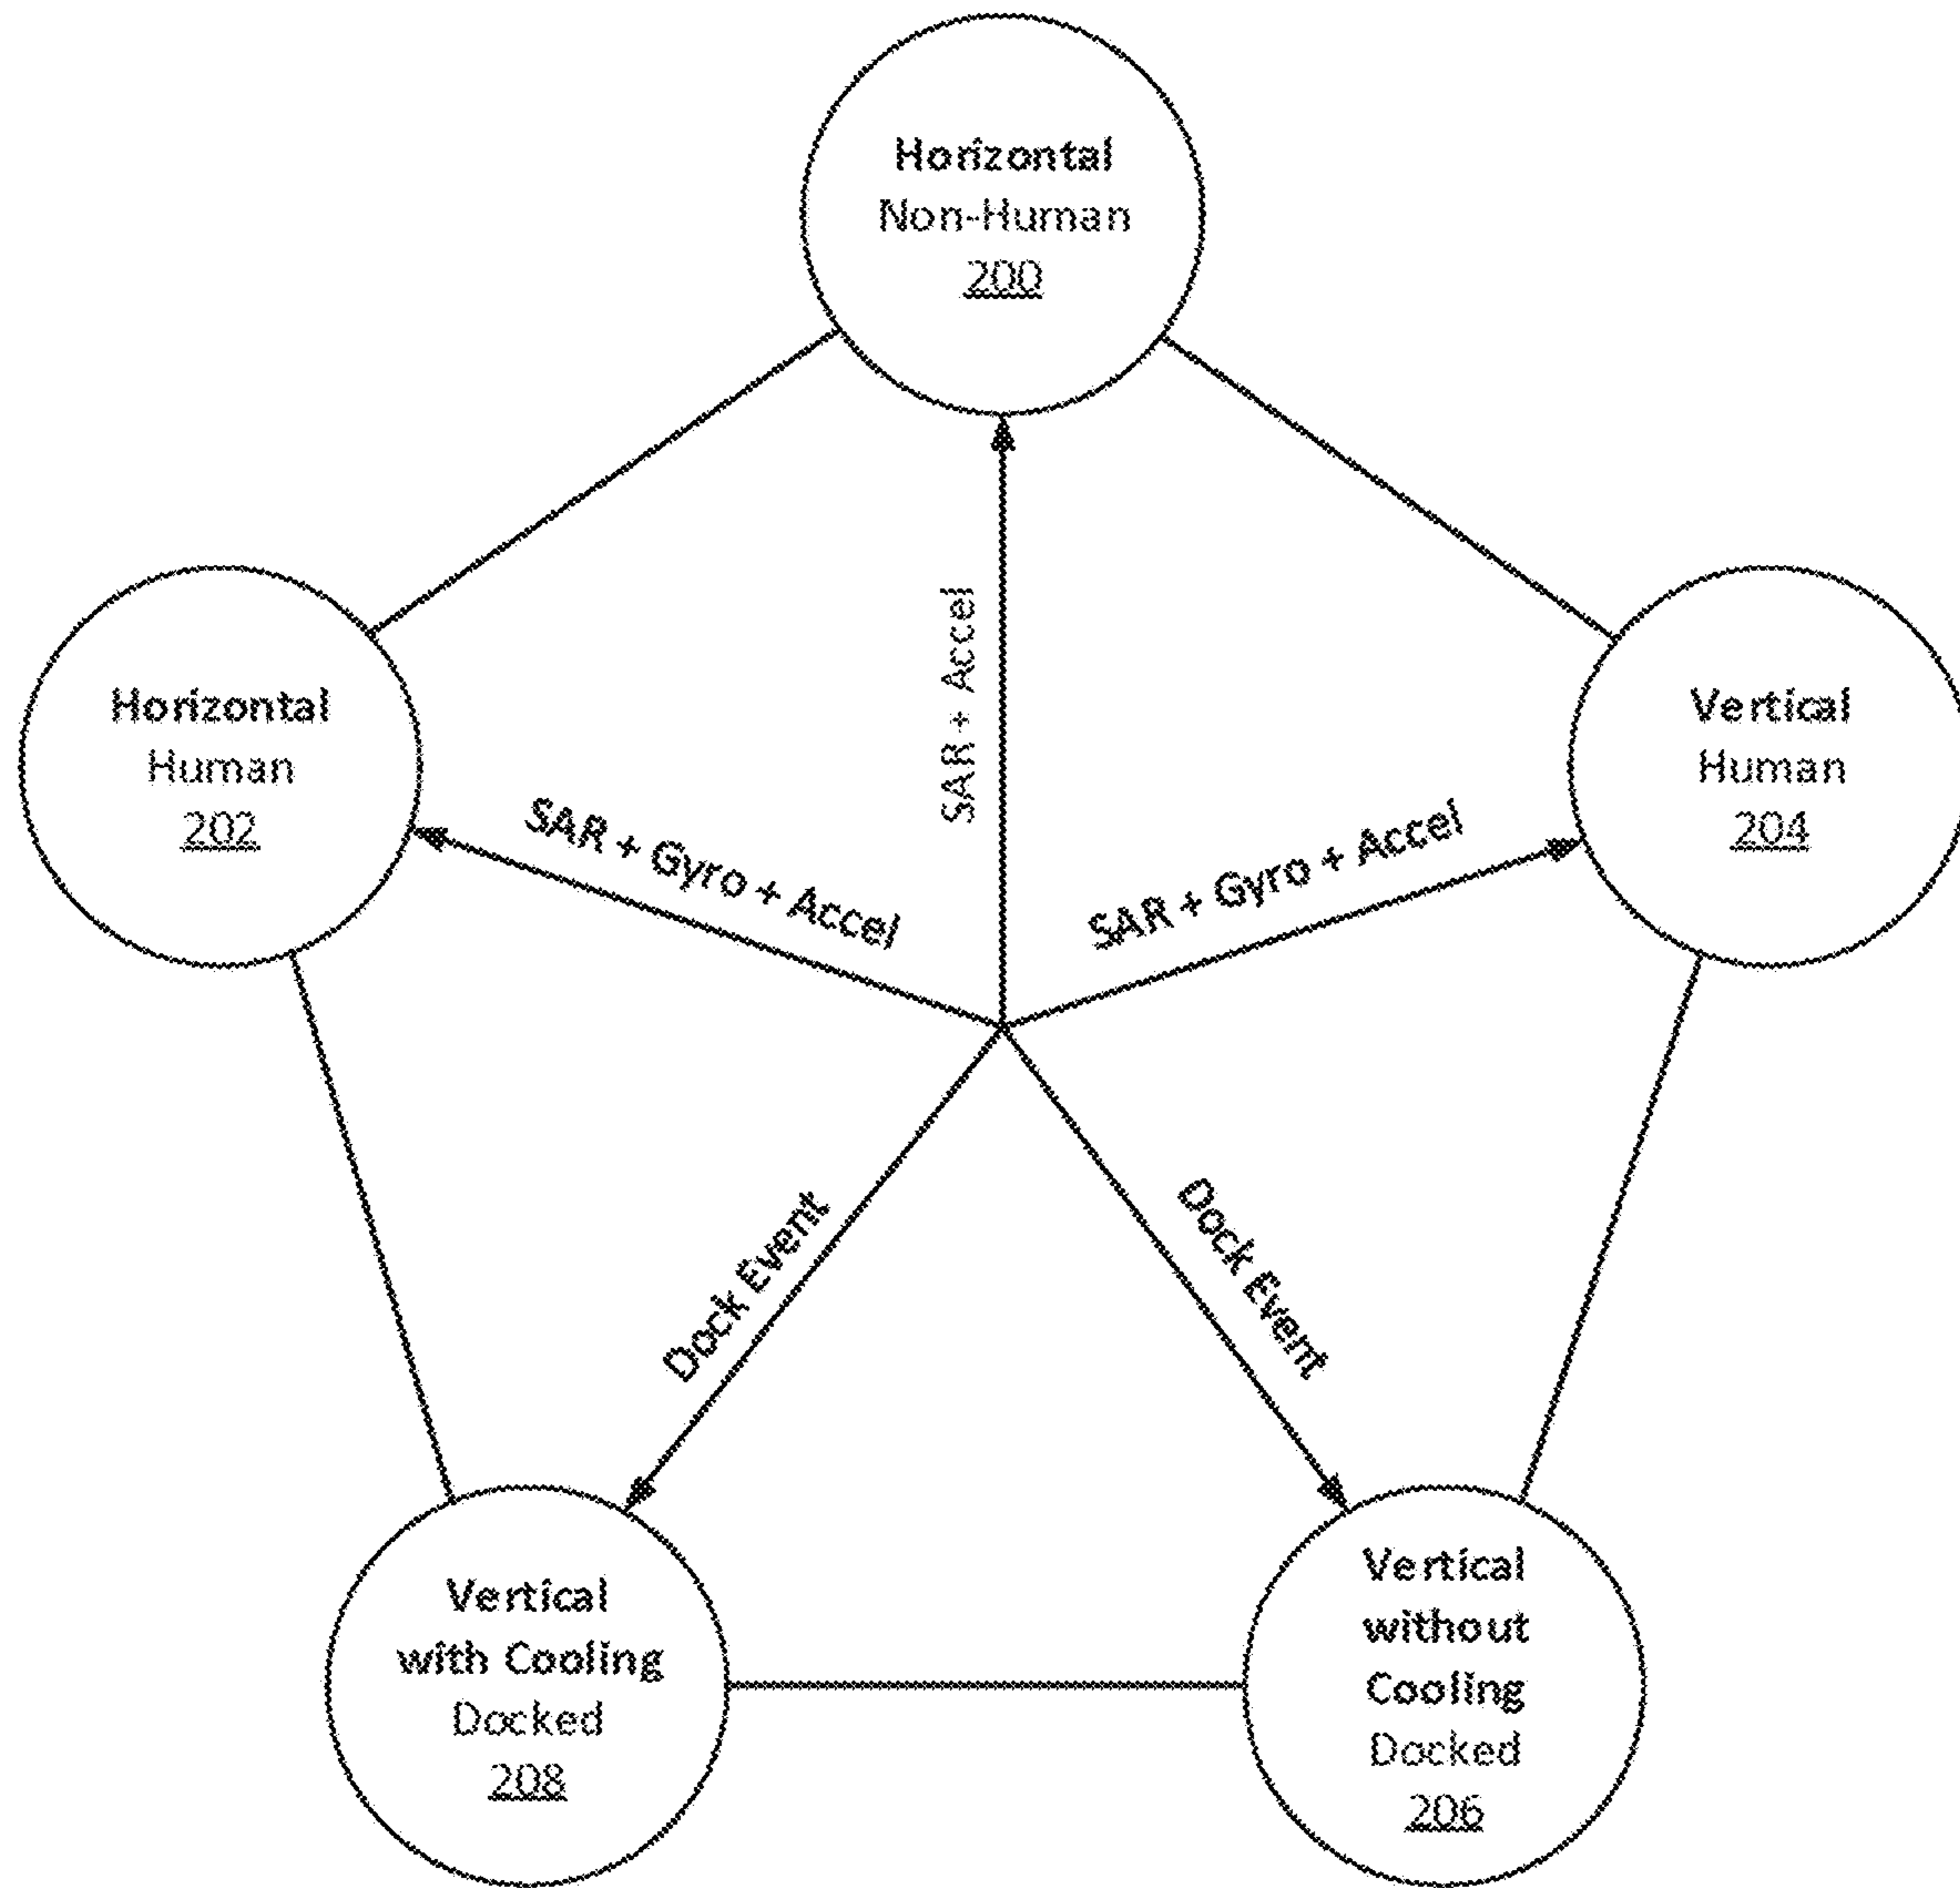 Horizontal
Non-Human
200
SAR + Accel
Horizontal
Human
202
Vertical
Human
204
SAR + Gyro + Accel
SAR + Gyro + Accel
Dock Event
Dock Event
Vertical
with Cooling
Docked
208
Vertical
without
Cooling
Docked
206